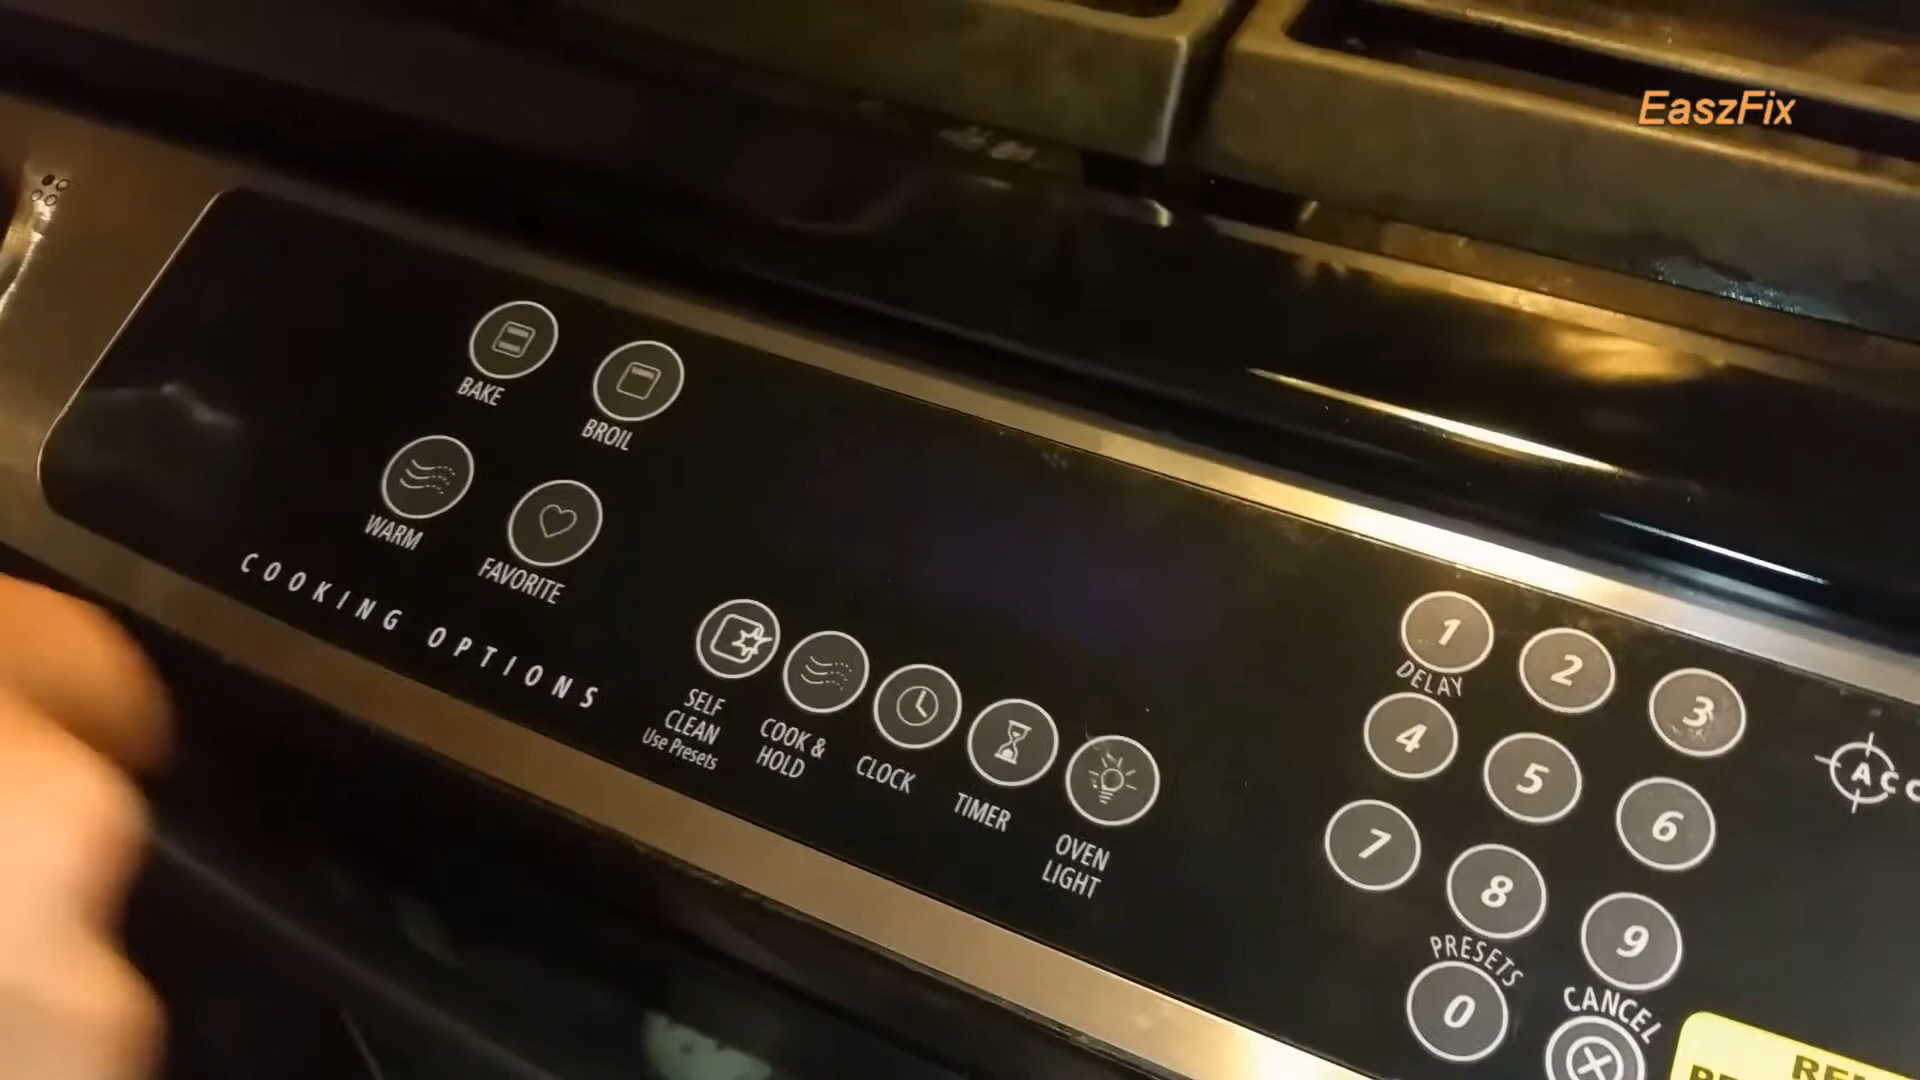 EaszFix
BAKE
BROIL
WARM
FAVORITE
COOKING OPTIONS
SELF
CLEAN
Use Presets
COOK &
HOLD
CLOCK
TIMER
OVEN
LIGHT
1
2
3
DELAY
4
5
6
7
8
9
PRESETS
0
CANCEL